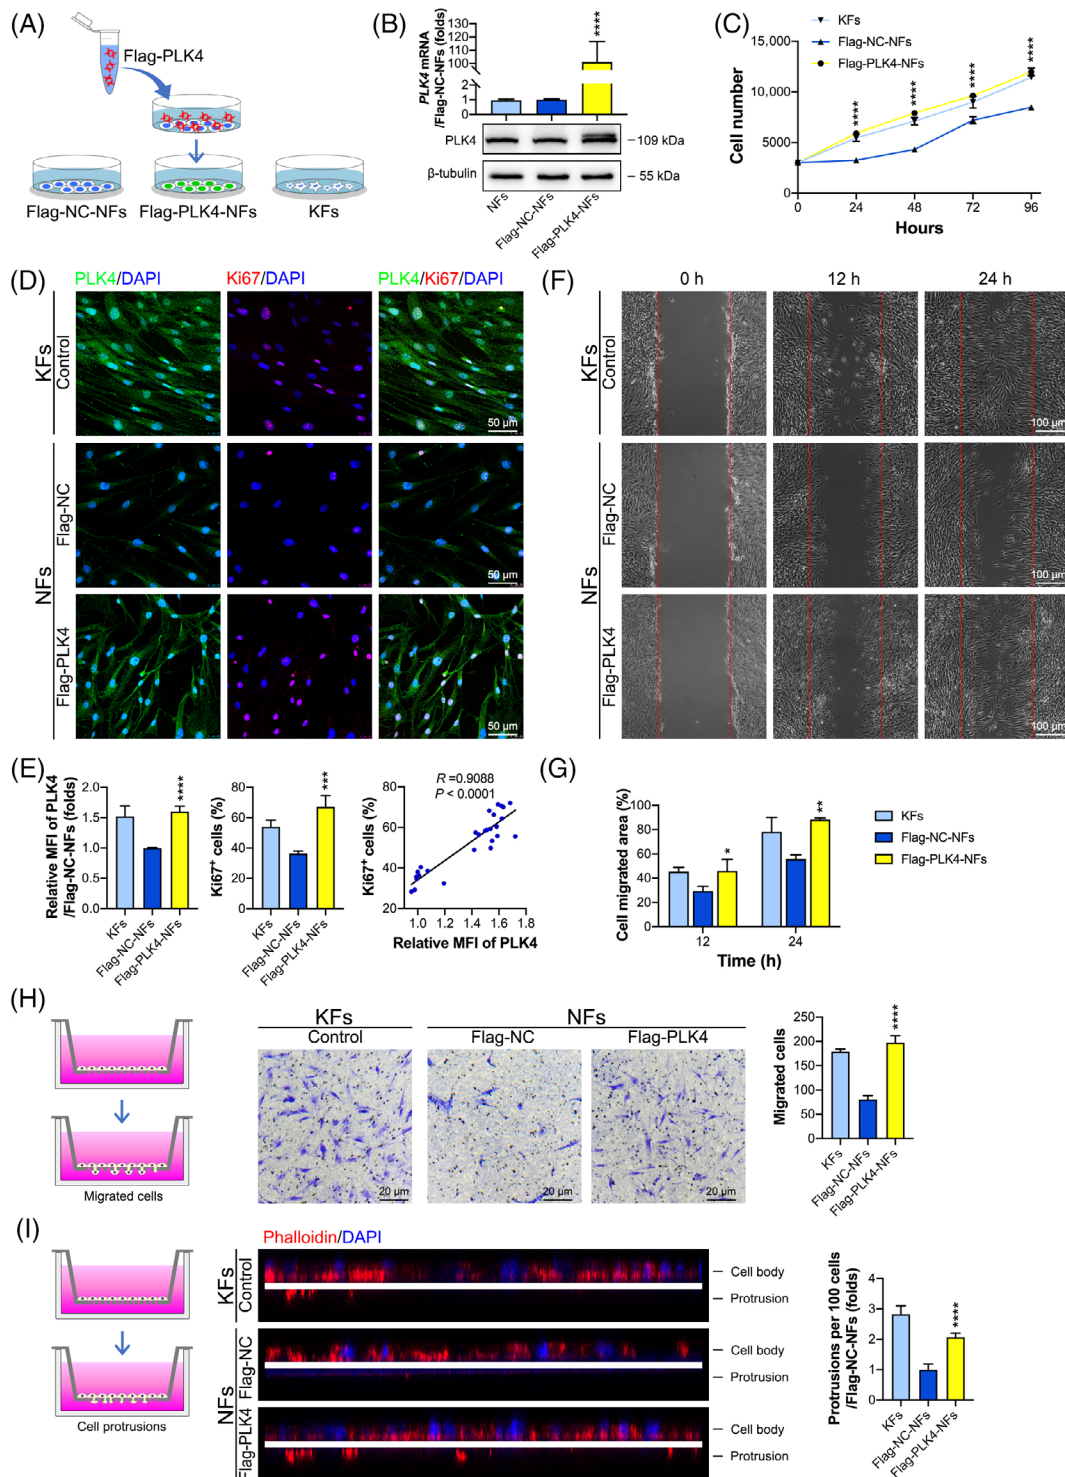 (A)
Flag-PLK4
Flag-NC-NFs
Flag-PLK4-NFs
KFs
(B)
PLK4 mRNA
/Flag-NC-NFs (folds)
130
120
110
100
90
2
1
0
****
PLK4
109 kDa
β-tubulin
55 kDa
NFs
Flag-NC-NFs
Flag-PLK4-NFs
(C)
KFs
Flag-NC-NFs
Flag-PLK4-NFs
Cell number
15,000
10,000
5000
0
****
****
****
****
0
24
48
72
96
Hours
(D)
PLK4/DAPI
Ki67/DAPI
PLK4/Ki67/DAPI
KFs
Control
50 µm
NFs
Flag-NC
50 µm
Flag-PLK4
50 µm
(F)
0 h
12 h
24 h
KFs
Control
100 µm
NFs
Flag-NC
100 µm
Flag-PLK4
100 µm
(E)
Relative MFI of PLK4
/Flag-NC-NFs (folds)
2.0
1.5
1.0
0.5
0.0
****
KFs
Flag-NC-NFs
Flag-PLK4-NFs
Ki67+ cells (%)
80
60
40
20
0
***
KFs
Flag-NC-NFs
Flag-PLK4-NFs
R =0.9088
P < 0.0001
Ki67+ cells (%)
80
60
40
20
1.0
1.2
1.4
1.6
1.8
Relative MFI of PLK4
(G)
Cell migrated area (%)
100
80
60
40
20
0
*
**
12
24
Time (h)
KFs
Flag-NC-NFs
Flag-PLK4-NFs
(H)
Migrated cells
KFs
NFs
Control
Flag-NC
Flag-PLK4
20 µm
20 µm
20 µm
Migrated cells
250
200
150
100
50
0
****
KFs
Flag-NC-NFs
Flag-PLK4-NFs
(I)
Cell protrusions
Phalloidin/DAPI
KFs
Control
Cell body
Protrusion
NFs
Flag-NC
Cell body
Protrusion
Flag-PLK4
Cell body
Protrusion
Protrusions per 100 cells
/Flag-NC-NFs (folds)
4
3
2
1
0
****
KFs
Flag-NC-NFs
Flag-PLK4-NFs